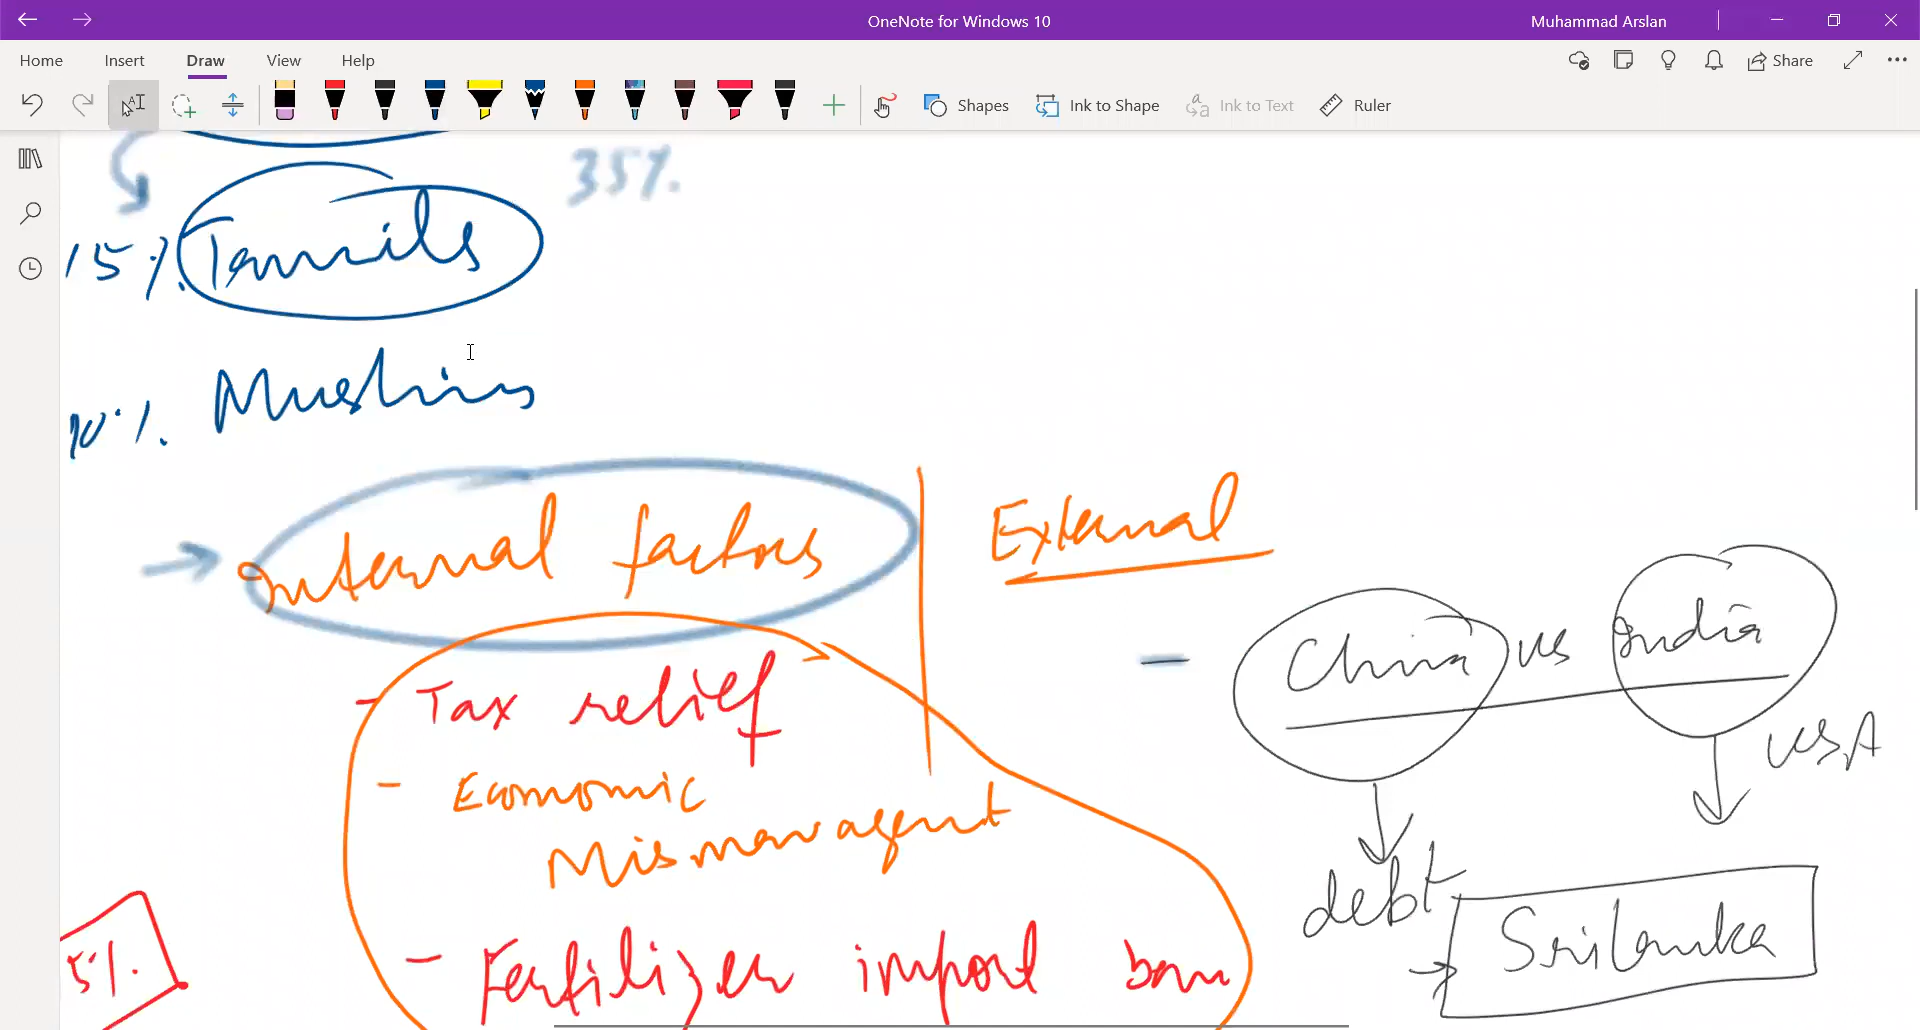 OneNote for Windows 10
Muhammad Arslan
Home Insert Draw View Help
Share
Shapes Ink to Shape Ink to Text Ruler
35%.
15%. Tamils
10%. Muslims
Internal factors
External
- China vs India
USA
- Tax relief
- Economic
Mismanagent
debt
Srilanka
- Fertilizer import ban
5%.